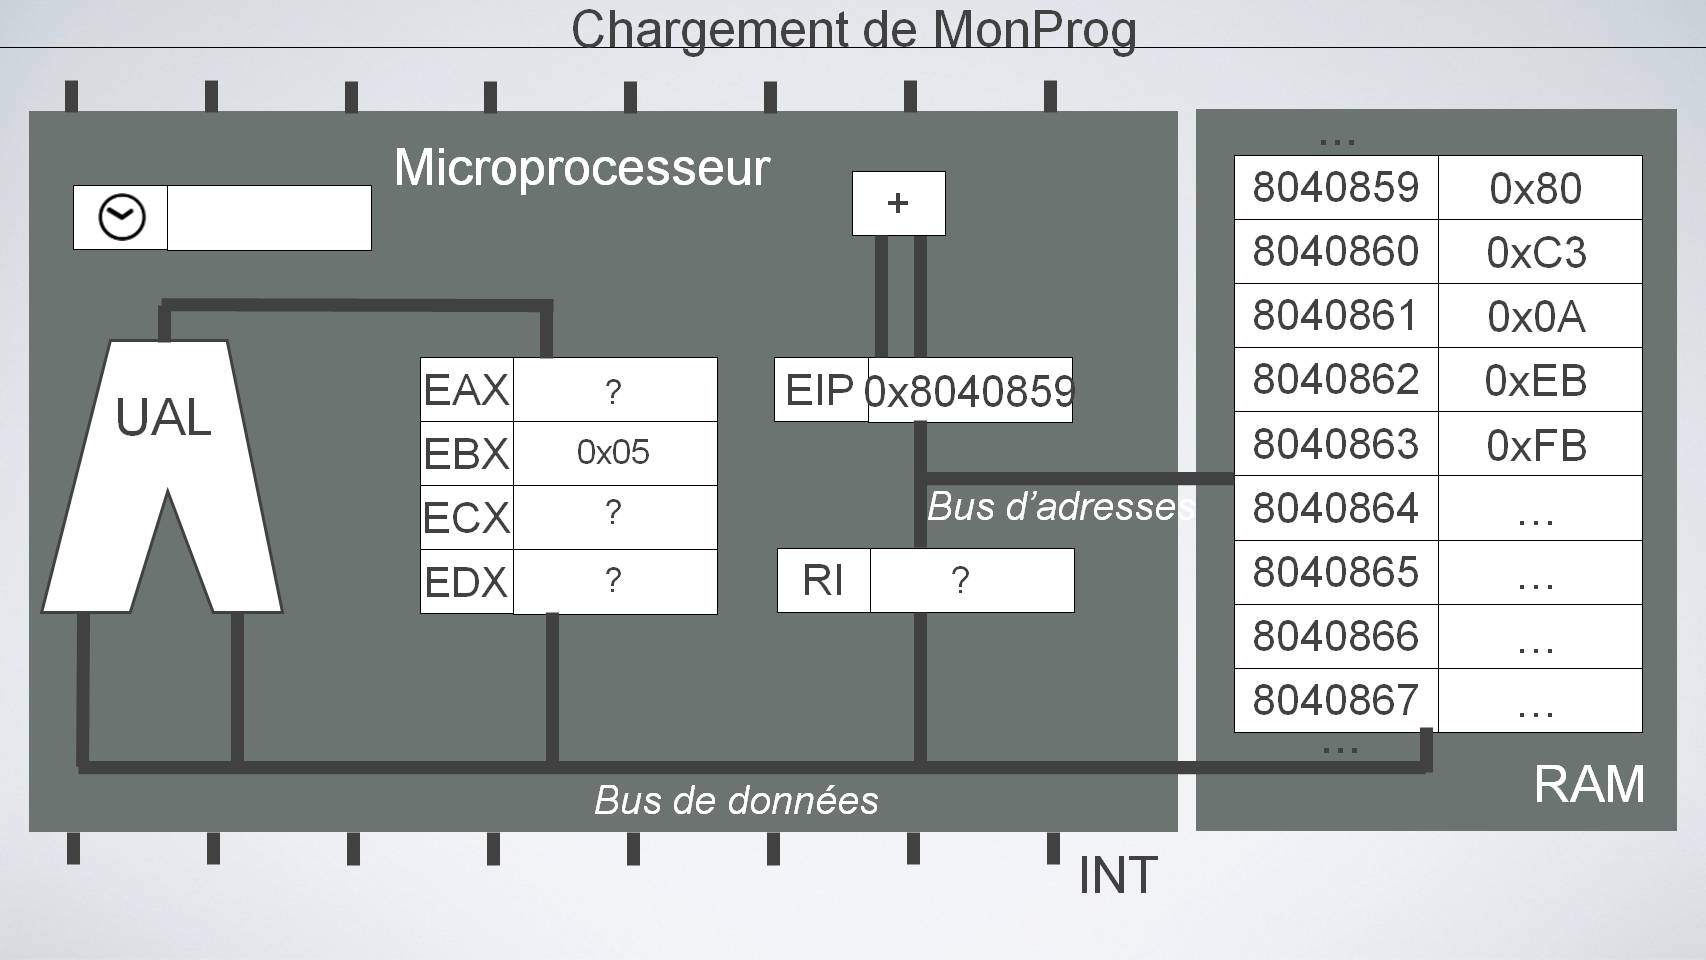 Chargement de MonProg
Microprocesseur
+
UAL
EAX ?
EBX 0x05
ECX ?
EDX ?
EIP 0x8040859
Bus d’adresses
RI ?
Bus de données
INT
...
8040859 0x80
8040860 0xC3
8040861 0x0A
8040862 0xEB
8040863 0xFB
8040864 ...
8040865 ...
8040866 ...
8040867 ...
...
RAM